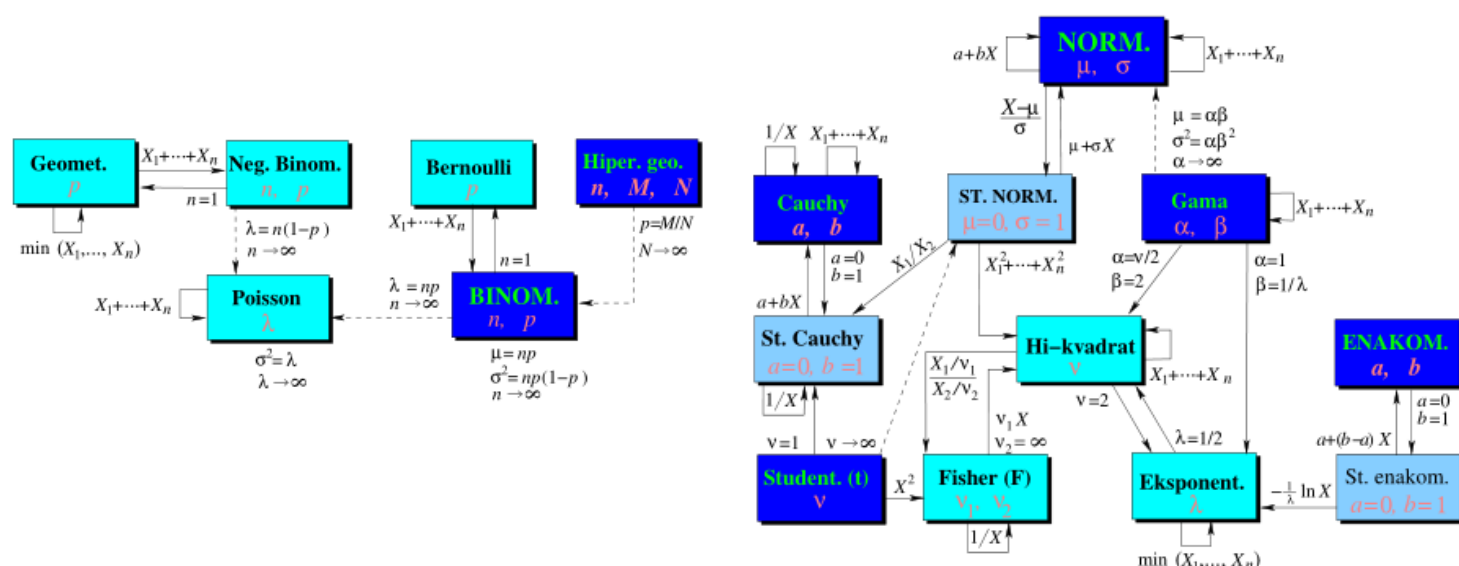 Geomet.
p
X₁+···+Xₙ
n=1
min (X₁,..., Xₙ)
Neg. Binom.
n, p
λ=n(1−p)
n→∞
X₁+···+Xₙ
Poisson
λ
σ²=λ
λ→∞
Bernoulli
p
X₁+···+Xₙ
n=1
Hiper. geo.
n, M, N
p=M/N
N→∞
λ=np
n→∞
BINOM.
n, p
μ=np
σ²=np(1−p)
n→∞
NORM.
μ, σ
a+bX
X₁+···+Xₙ
X−μ
σ
μ+σX
μ=αβ
σ²=αβ²
α→∞
1/X
X₁+···+Xₙ
Cauchy
a, b
ST. NORM.
μ=0, σ=1
Gama
α, β
X₁+···+Xₙ
a+bX
a=0
b=1
X₁/X₂
X₁²+···+Xₙ²
α=ν/2
β=2
α=1
β=1/λ
St. Cauchy
a=0, b=1
1/X
Hi−kvadrat
ν
X₁+···+Xₙ
ENAKOM.
a, b
X₁/ν₁
X₂/ν₂
ν₁X
ν₂=∞
ν=2
λ=1/2
a+(b−a) X
a=0
b=1
ν=1
ν→∞
Student. (t)
ν
X²
Fisher (F)
ν₁, ν₂
1/X
Eksponent.
λ
min (X₁,..., Xₙ)
−1/λ ln X
St. enakom.
a=0, b=1